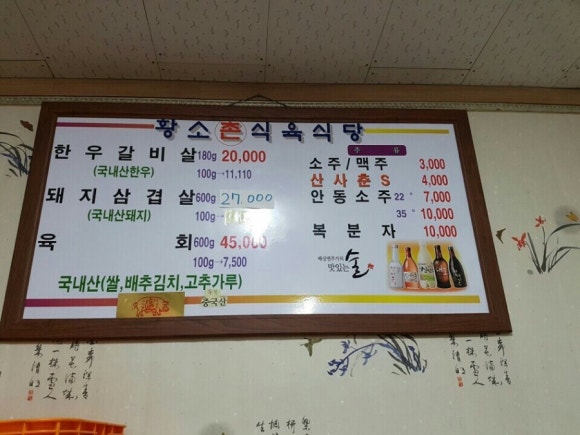 황소촌식육식당
한우갈비살 180g 20,000
(국내산한우) 100g→11,110
돼지삼겹살 600g 27,000
(국내산돼지) 100g→
육 회 600g 45,000
100g→7,500
국내산(쌀,배추김치,고추가루)
중국산
주 류
소주/맥주 3,000
산사춘S 4,000
안동소주 22° 7,000
35° 10,000
복분자 10,000
맛있는 술